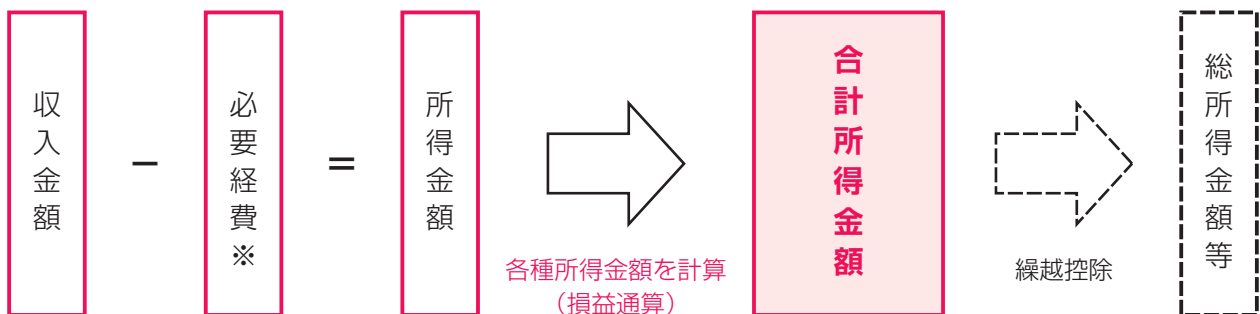 収入金額
－
必要経費※
＝
所得金額
各種所得金額を計算
（損益通算）
合計所得金額
繰越控除
総所得金額等